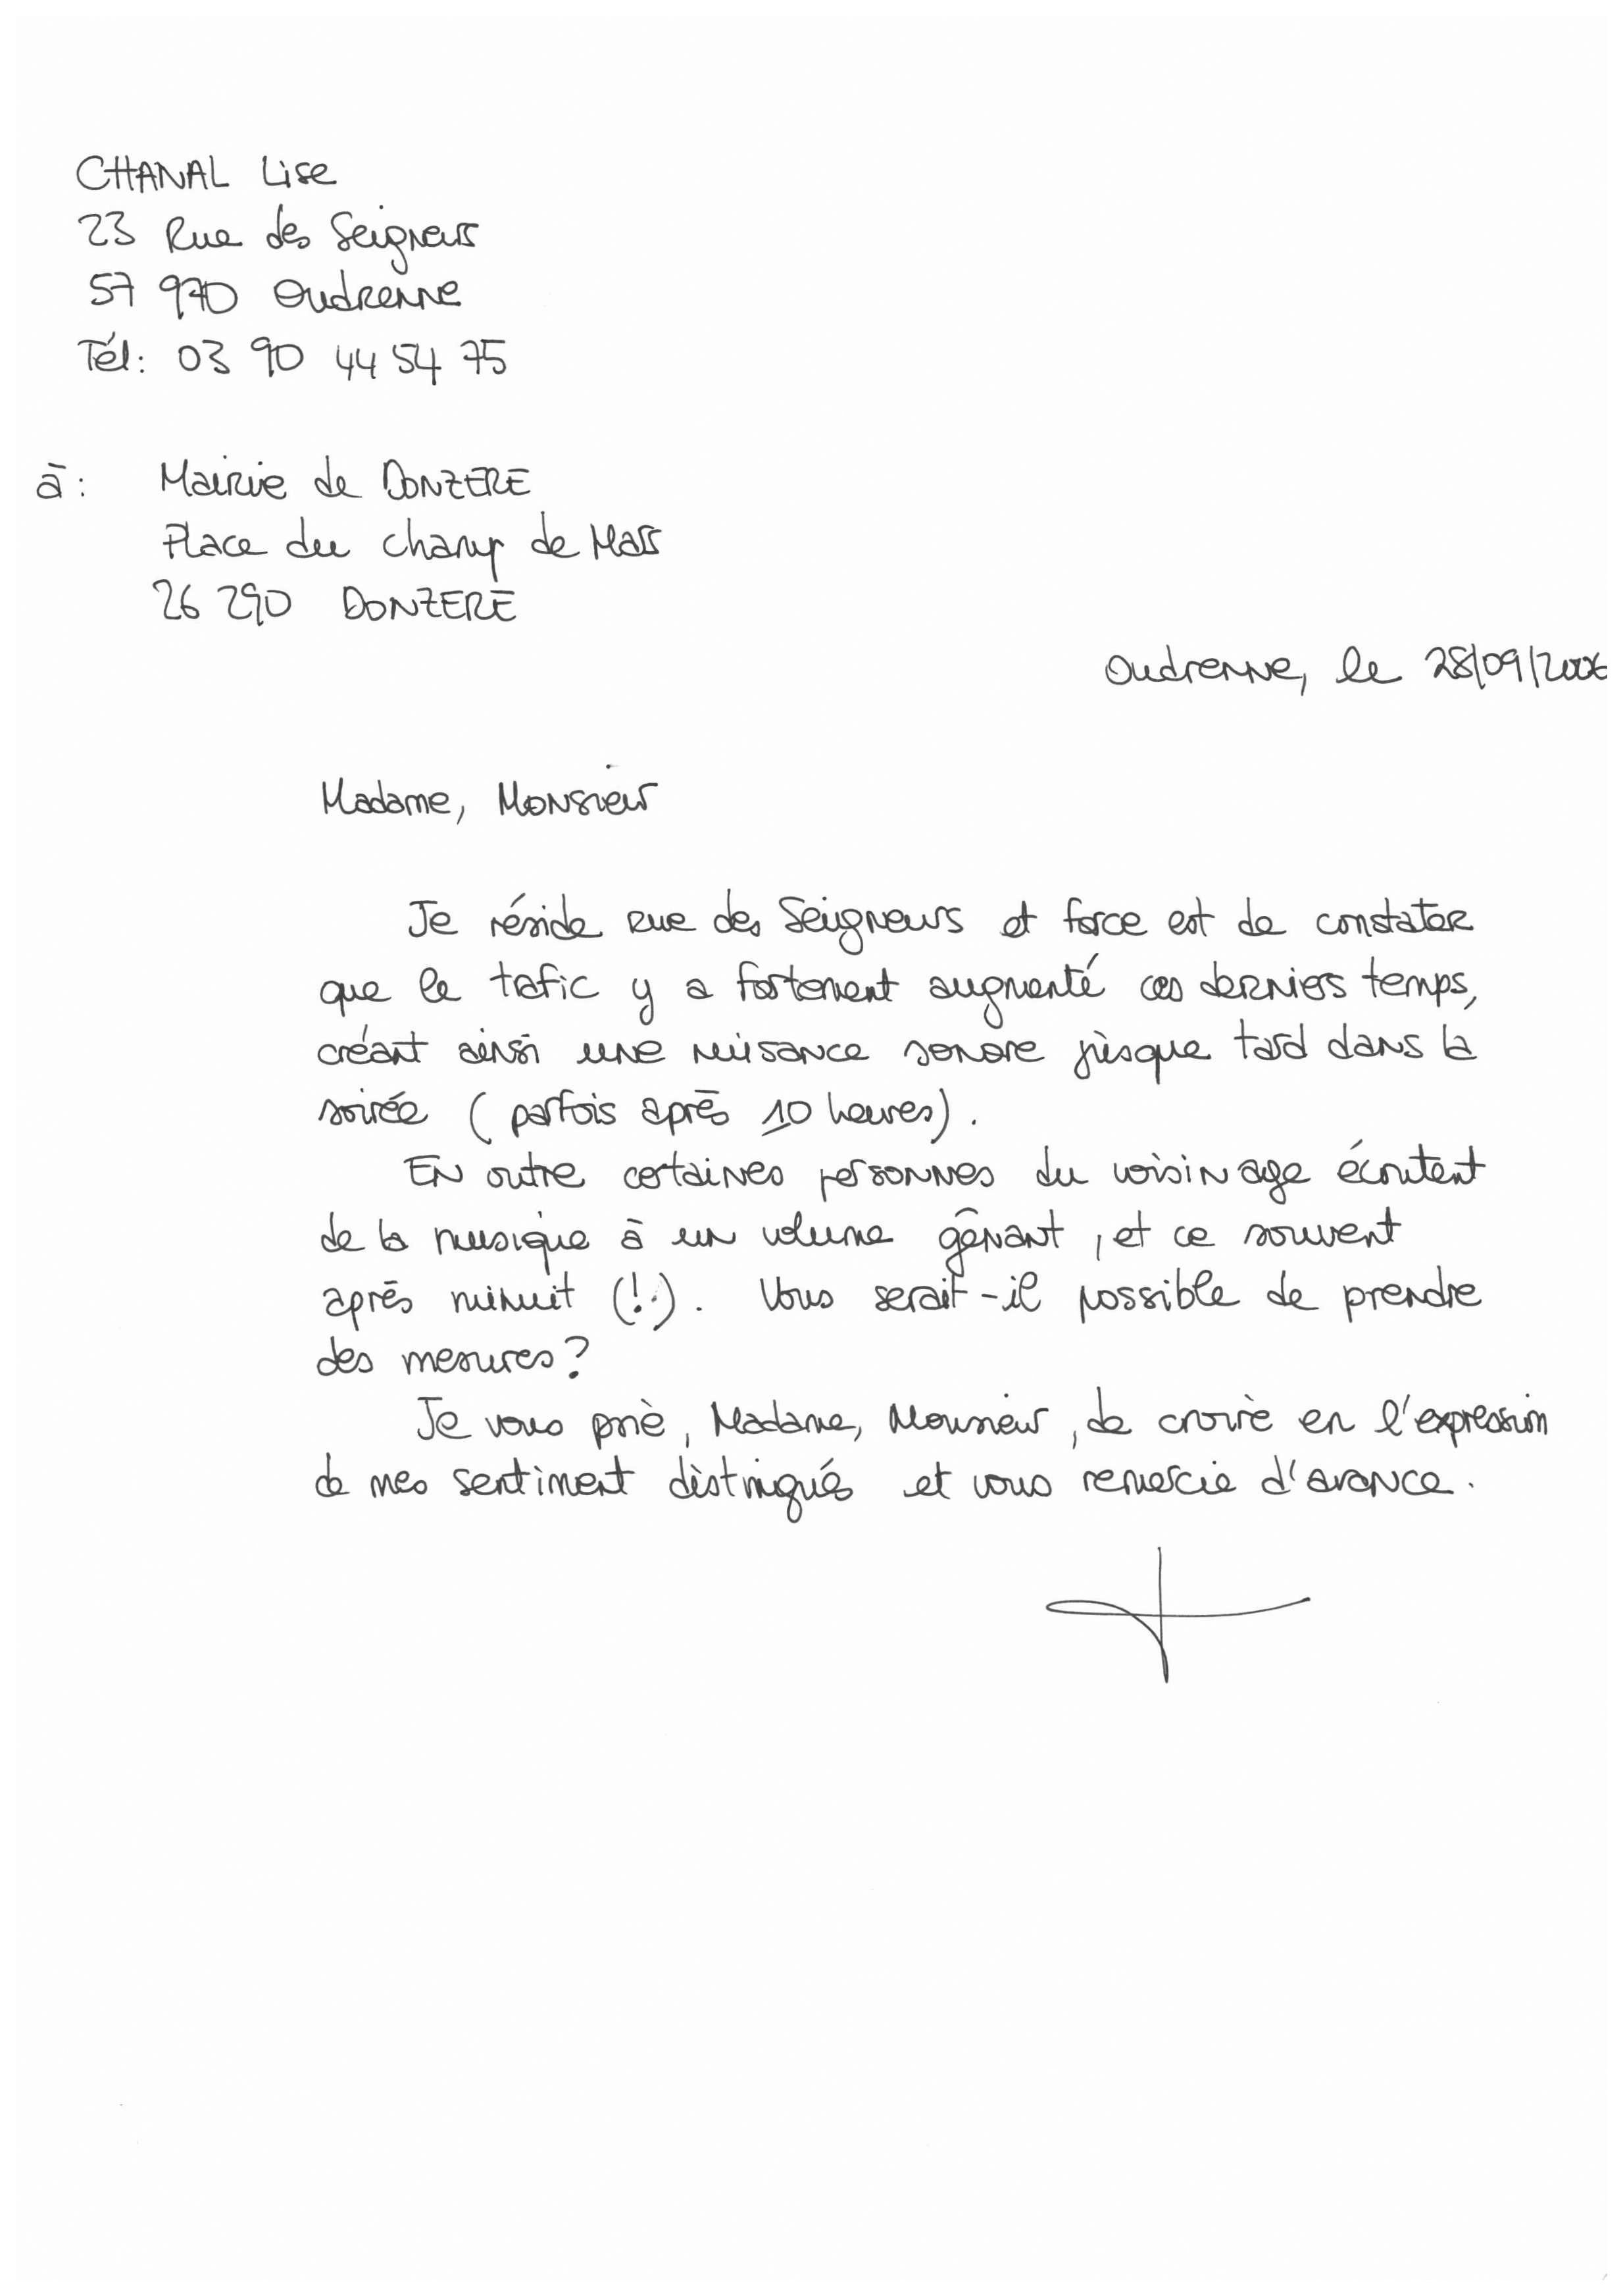 CHANAL Lise
23 Rue des Seigneurs
57 970 Oudrenne
Tél: 03 90 44 54 75
à: Mairie de DONZERE
Place du champ de Mars
26 290 DONZERE
Oudrenne, le 28/09/2006
Madame, Monsieur
Je réside rue des Seigneurs et force est de constater
que le trafic y a fortement augmenté ces derniers temps,
créant ainsi une nuisance sonore jusque tard dans la
soirée (parfois après 10 heures).
En outre certaines personnes du voisinage écoutent
de la musique à un volume gênant, et ce souvent
après minuit (!). Vous serait-il possible de prendre
des mesures?
Je vous prie, Madame, Monsieur, de croire en l'expression
de mes sentiment distingués et vous remercie d'avance.